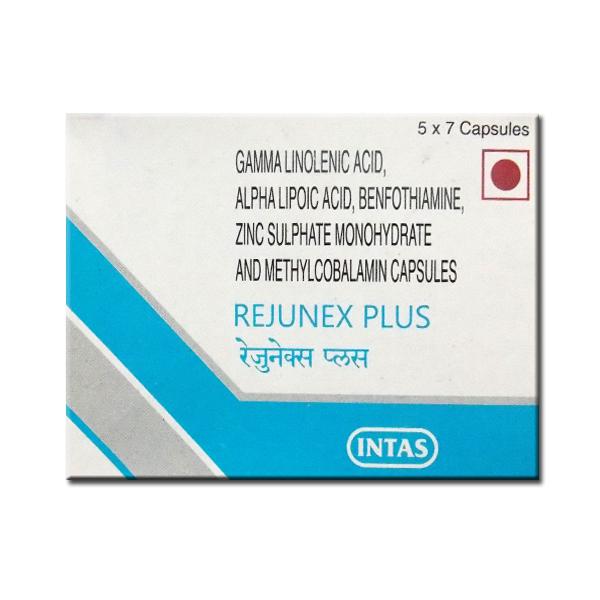 5 x 7 Capsules
GAMMA LINOLENIC ACID,
ALPHA LIPOIC ACID, BENFOTHIAMINE,
ZINC SULPHATE MONOHYDRATE
AND METHYLCOBALAMIN CAPSULES
REJUNEX PLUS
रेजुनेक्स प्लस
INTAS